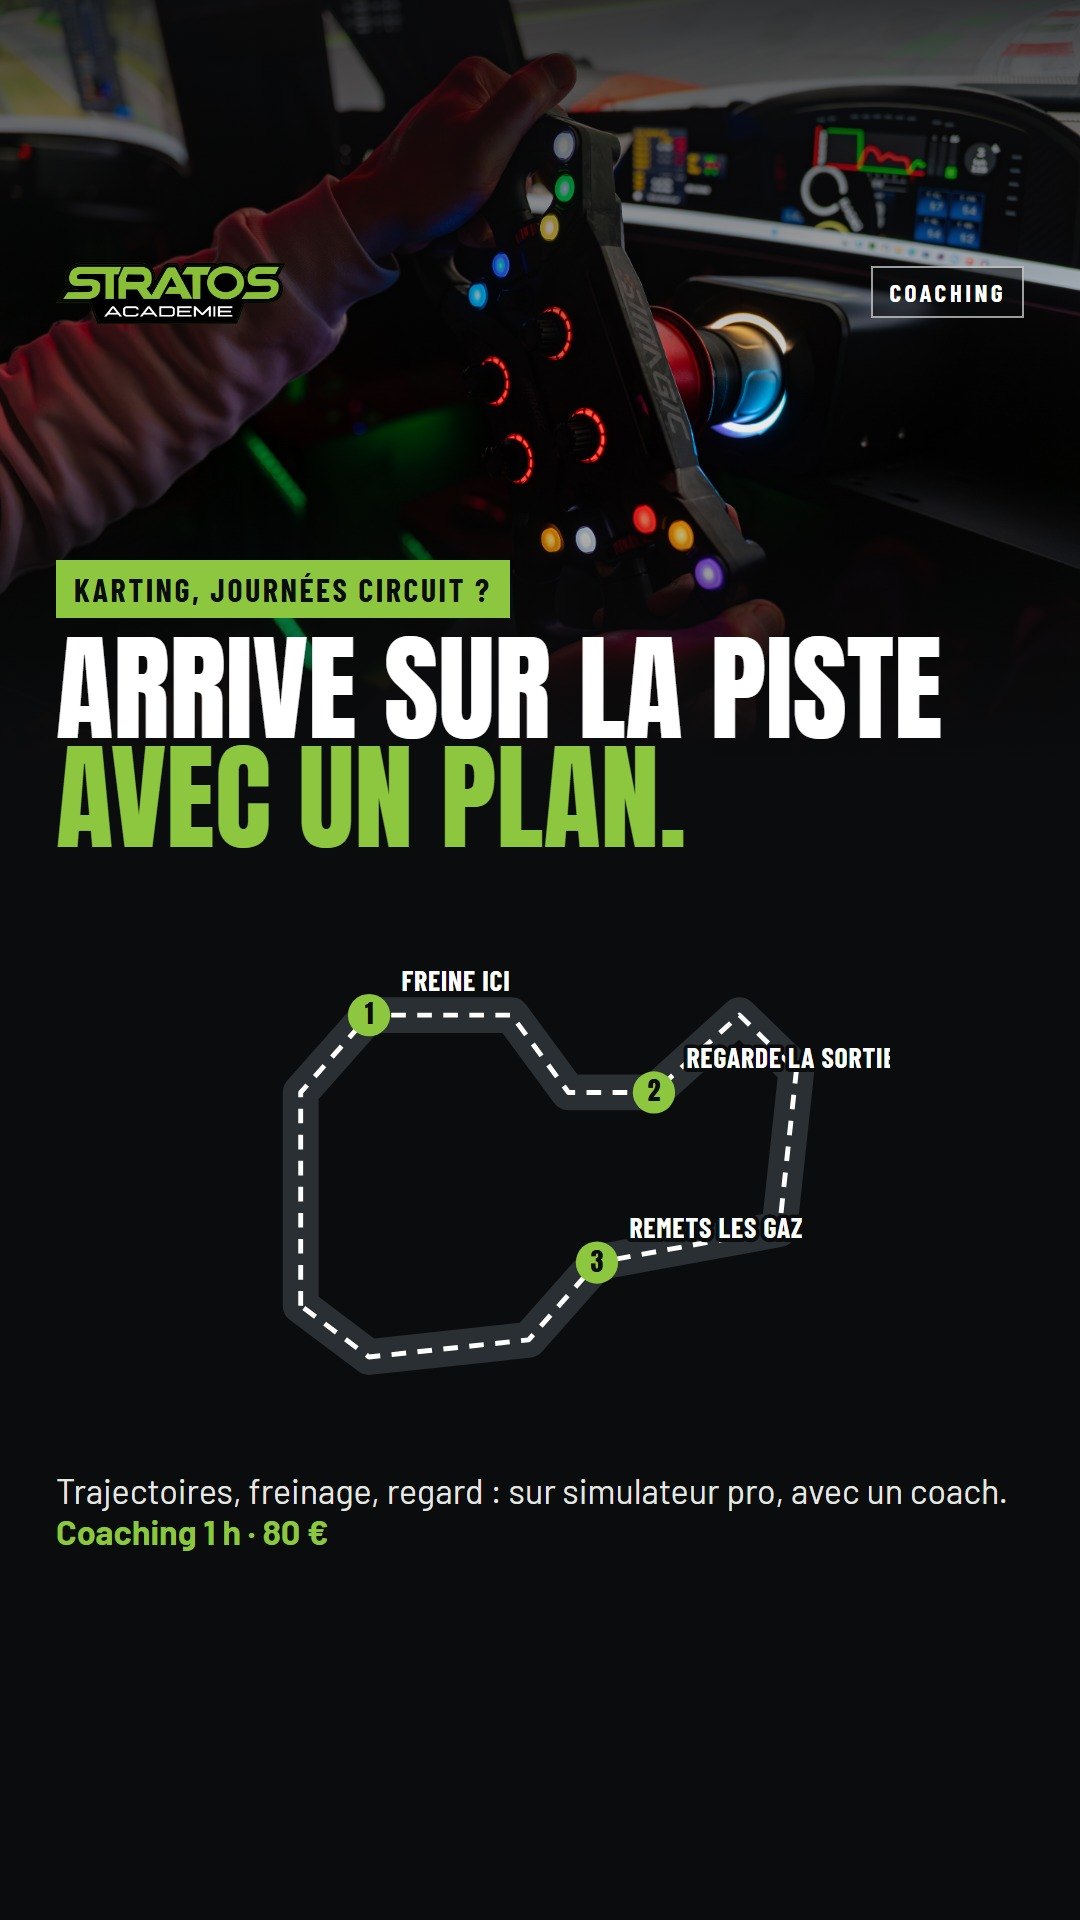 STRATOS
ACADEMIE
COACHING
SIMAGIC
KARTING, JOURNÉES CIRCUIT ?
ARRIVE SUR LA PISTE
AVEC UN PLAN.
FREINE ICI
1
REGARDE LA SORTIE
2
REMETS LES GAZ
3
Trajectoires, freinage, regard : sur simulateur pro, avec un coach.
Coaching 1 h · 80 €